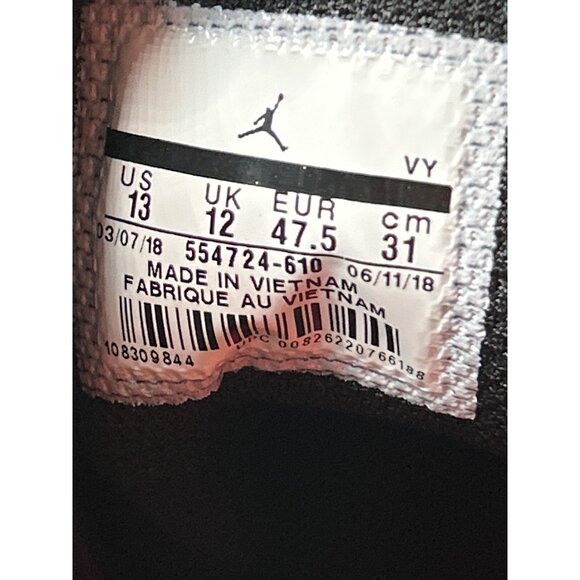 VY
US UK EUR cm
13 12 47.5 31
03/07/18 554724-610 06/11/18
MADE IN VIETNAM
FABRIQUE AU VIETNAM
108309844 UPC 00826220766188